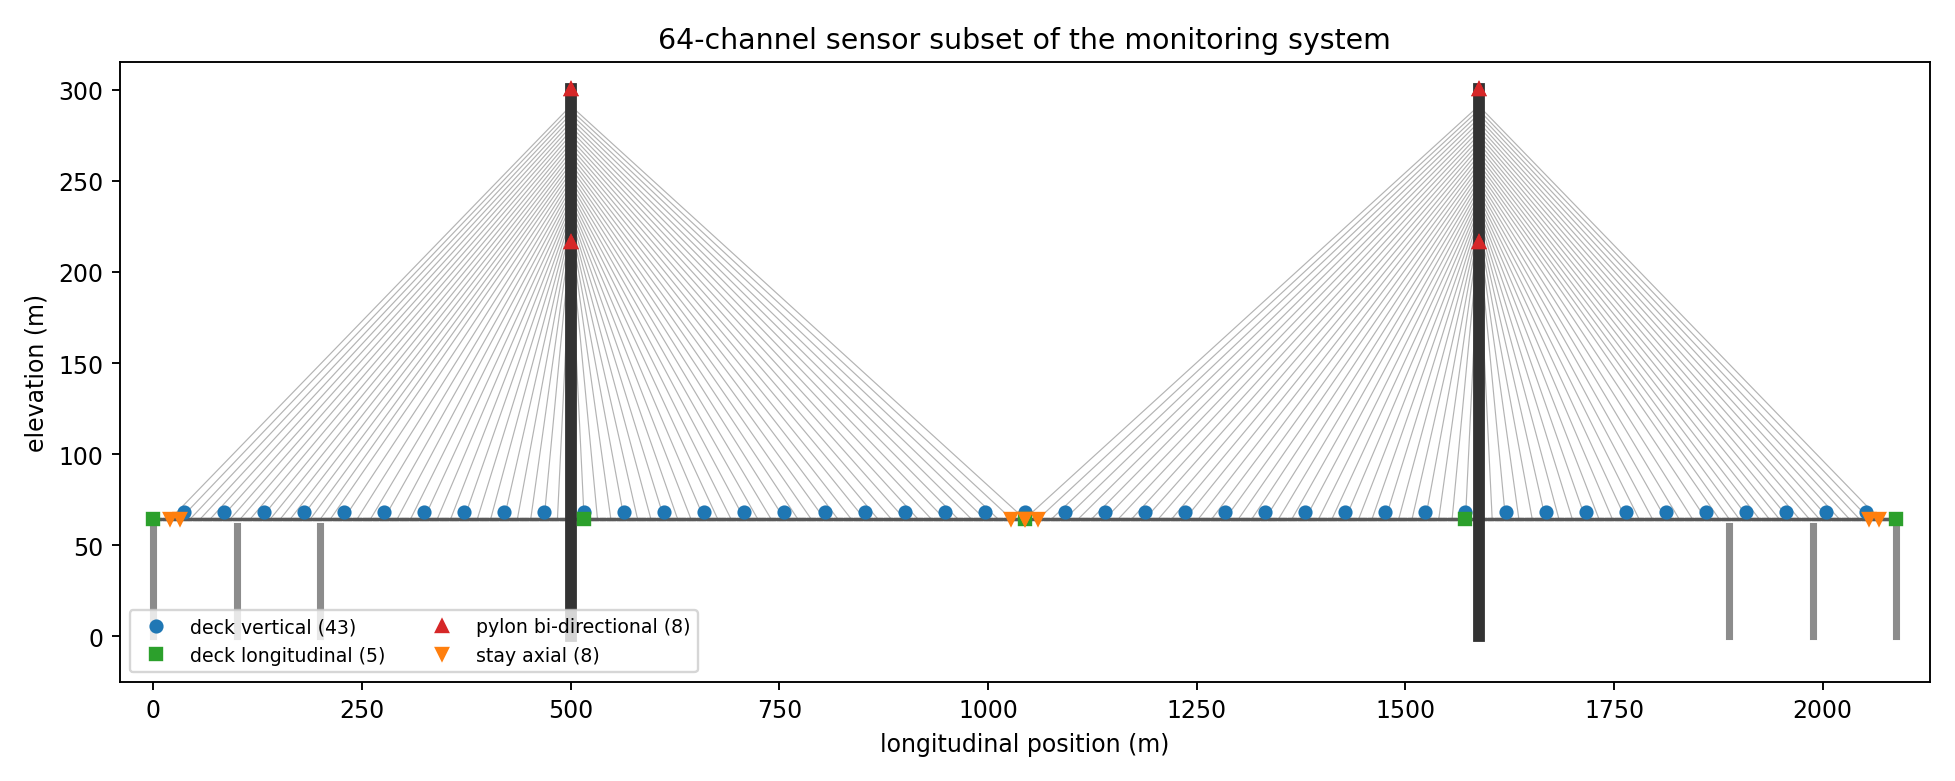 64-channel sensor subset of the monitoring system
elevation (m)
300
250
200
150
100
50
0
deck vertical (43)
pylon bi-directional (8)
deck longitudinal (5)
stay axial (8)
0 250 500 750 1000 1250 1500 1750 2000
longitudinal position (m)